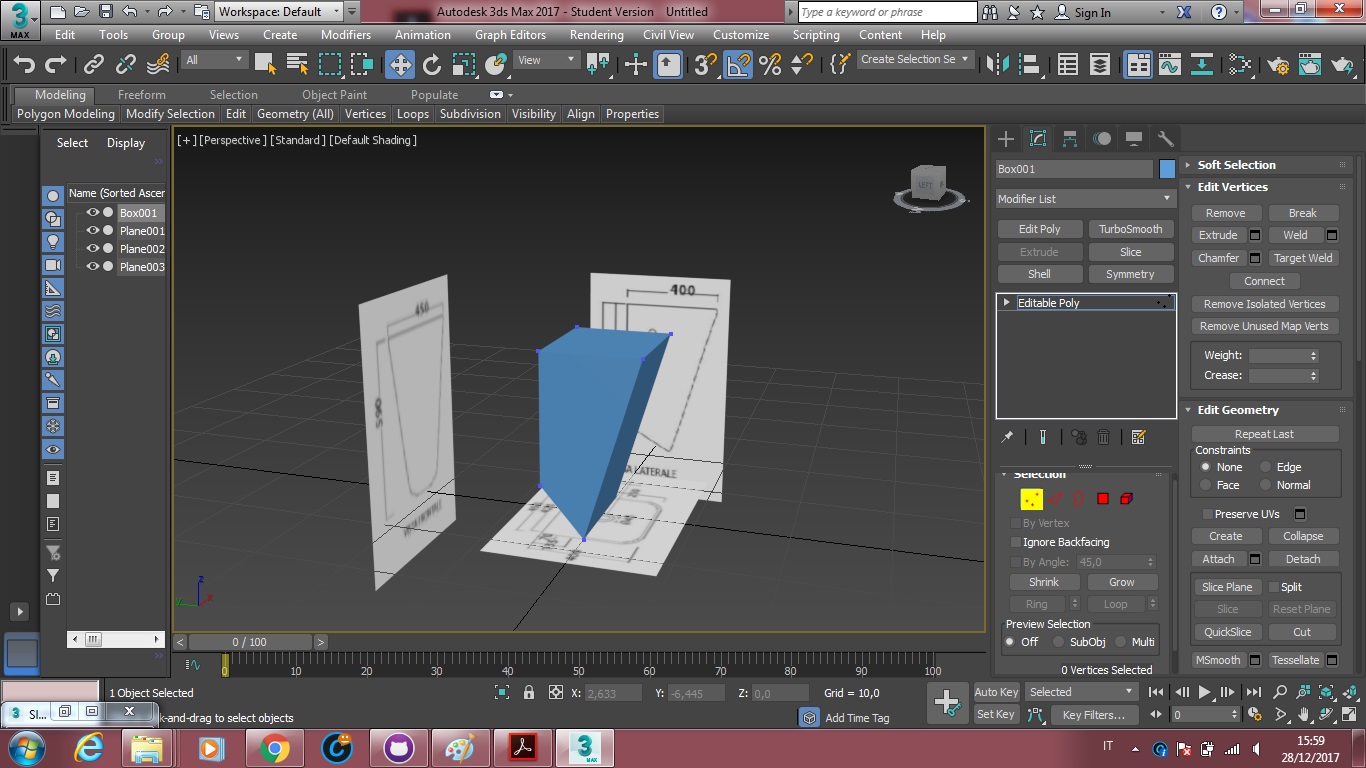 3
MAX
Workspace: Default
Autodesk 3ds Max 2017 - Student Version Untitled
Type a keyword or phrase
Sign In
Edit Tools Group Views Create Modifiers Animation Graph Editors Rendering Civil View Customize Scripting Content Help
All
View
3
Create Selection Se
Modeling Freeform Selection Object Paint Populate
Polygon Modeling Modify Selection Edit Geometry (All) Vertices Loops Subdivision Visibility Align Properties
Select Display
Name (Sorted Ascer
Box001
Plane001
Plane002
Plane003
[+] [Perspective ] [Standard ] [Default Shading ]
LEFT
400
450
590
LATERALE
z
y
x
0 / 100
0 10 20 30 40 50 60 70 80 90 100
Box001
Modifier List
Edit Poly TurboSmooth
Extrude Slice
Shell Symmetry
Editable Poly
Selection
By Vertex
Ignore Backfacing
By Angle: 45,0
Shrink Grow
Ring Loop
Preview Selection
Off SubObj Multi
0 Vertices Selected
Soft Selection
Edit Vertices
Remove Break
Extrude Weld
Chamfer Target Weld
Connect
Remove Isolated Vertices
Remove Unused Map Verts
Weight:
Crease:
Edit Geometry
Repeat Last
Constraints
None Edge
Face Normal
Preserve UVs
Create Collapse
Attach Detach
Slice Plane Split
Slice Reset Plane
QuickSlice Cut
MSmooth Tessellate
1 Object Selected
X: 2,633 Y: -6,445 Z: 0,0 Grid = 10,0
Auto Key Selected
Set Key Key Filters...
0
3 Sl...
k-and-drag to select objects
Add Time Tag
3
MAX
IT
15:59
28/12/2017